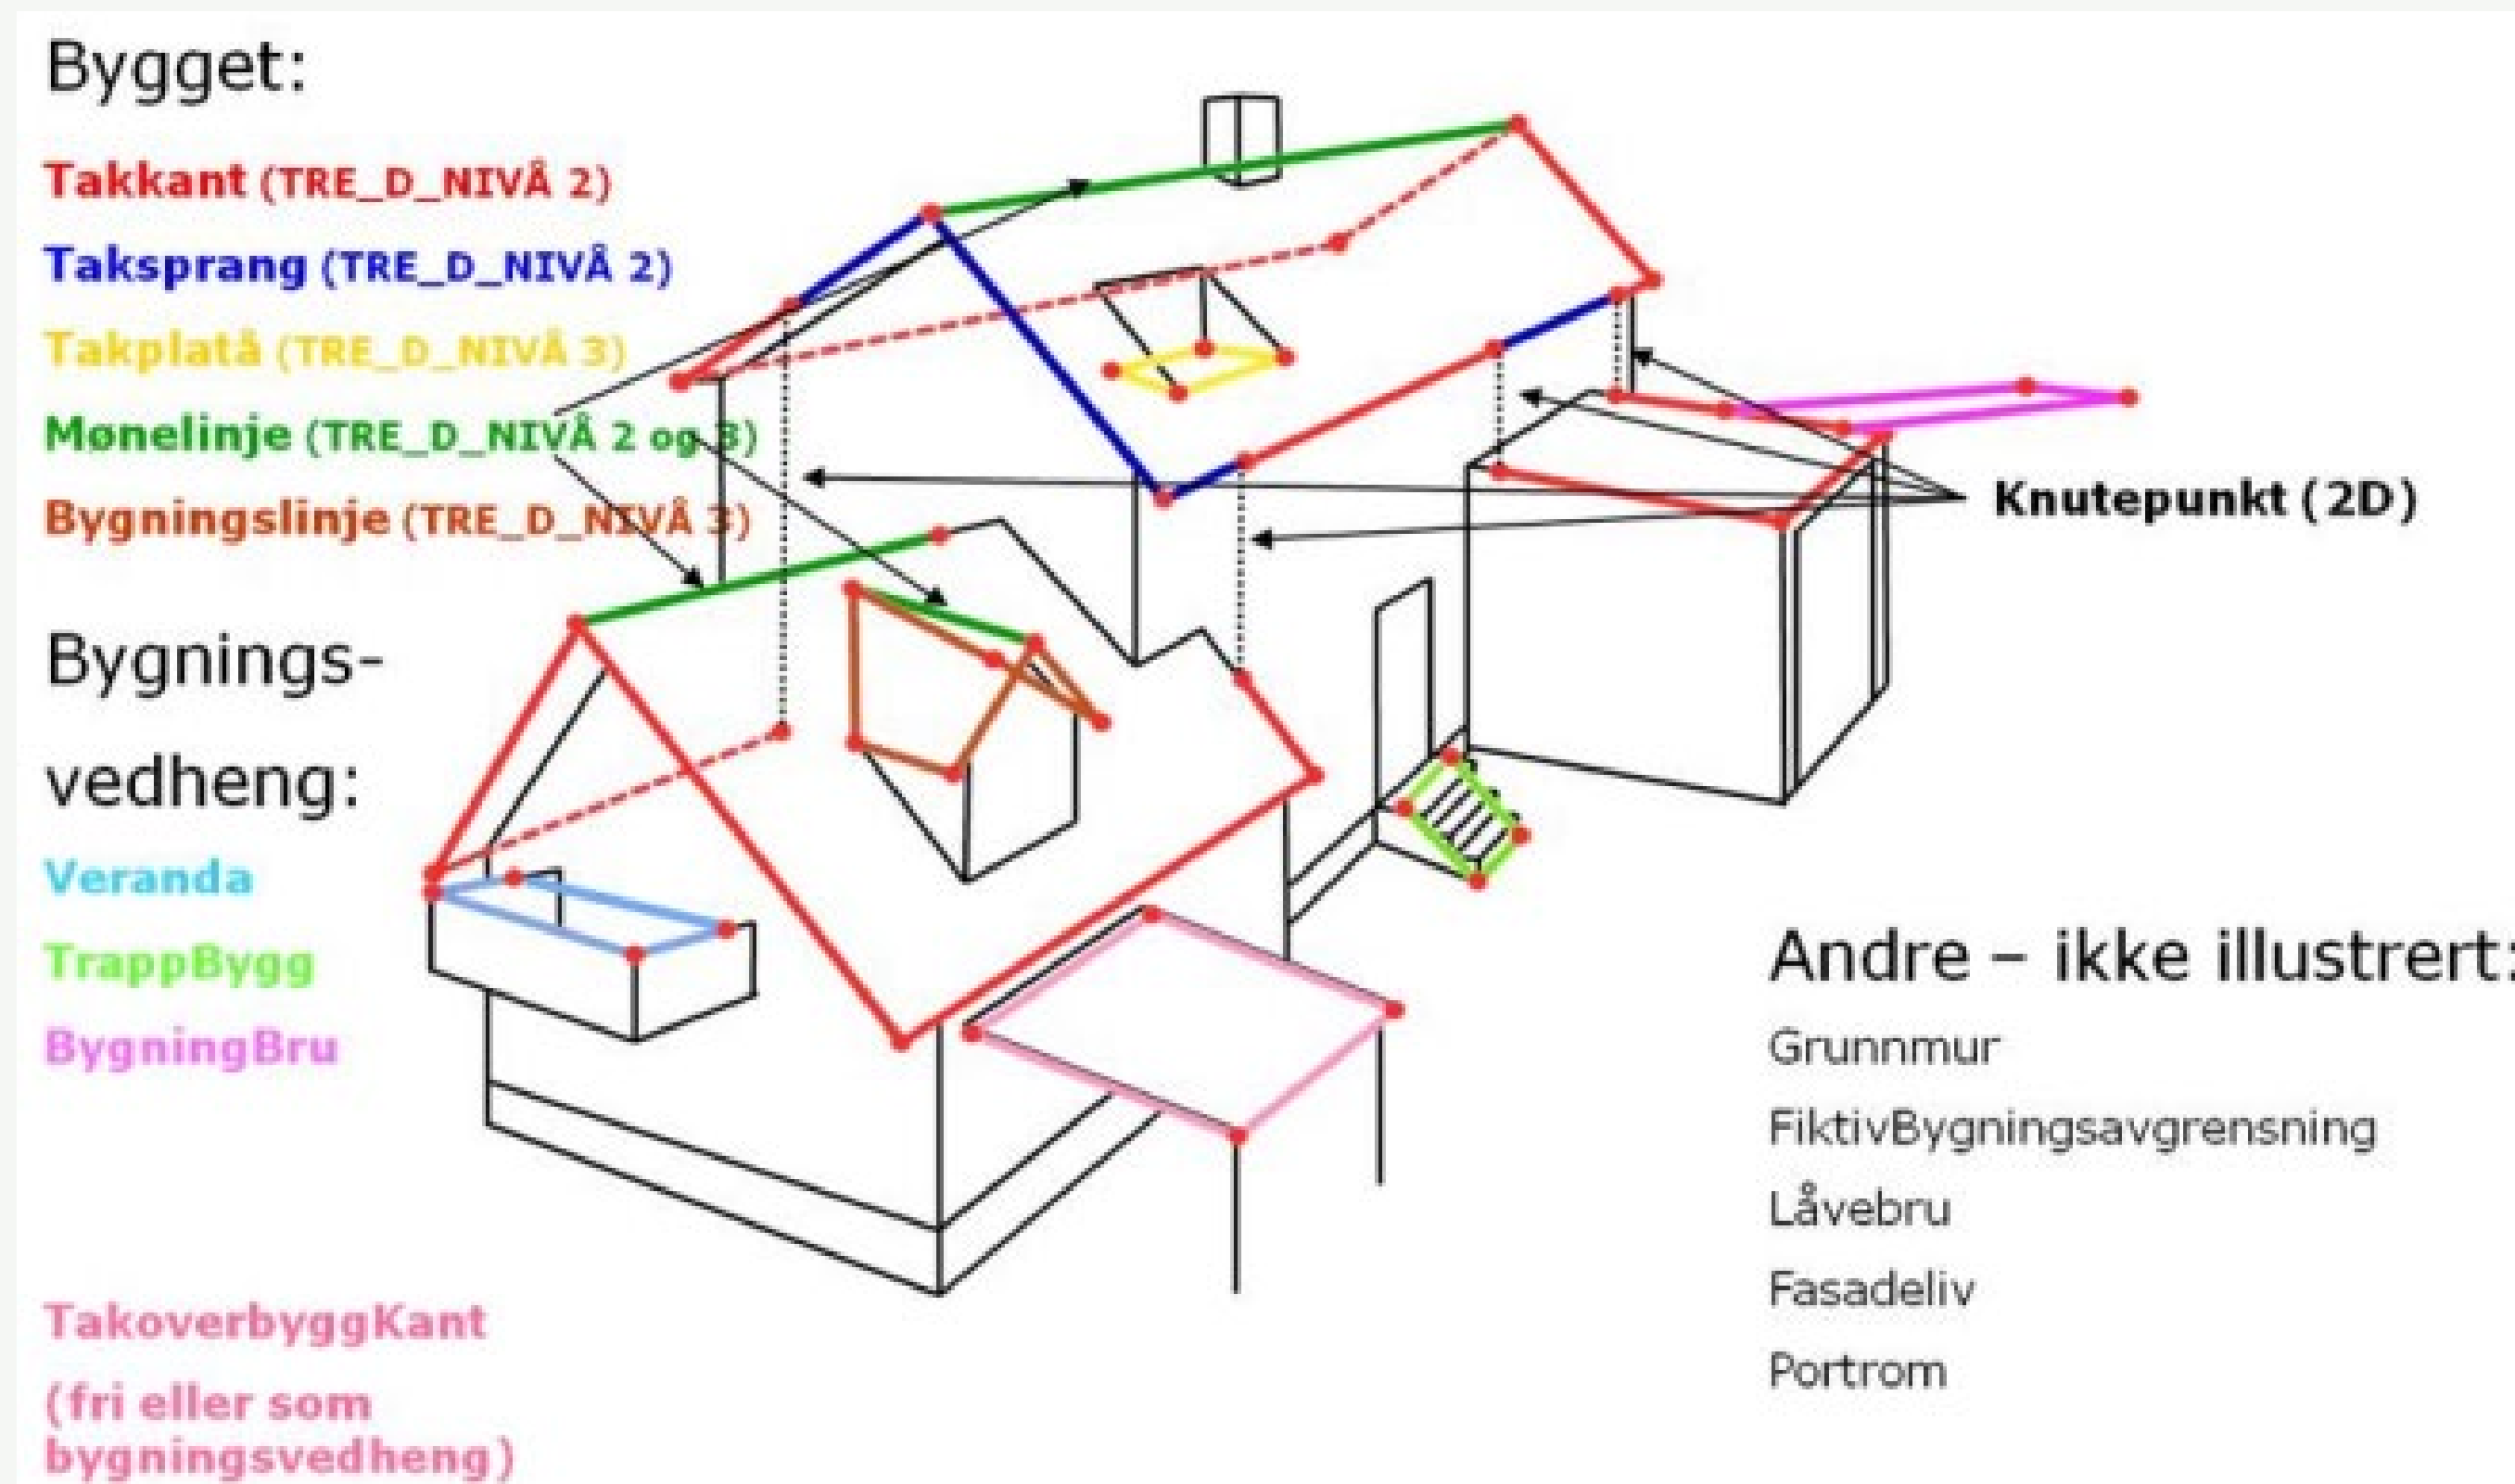 Bygget:
Takkant (TRE_D_NIVÅ 2)
Taksprang (TRE_D_NIVÅ 2)
Takplatå (TRE_D_NIVÅ 3)
Mønelinje (TRE_D_NIVÅ 2 og 3)
Bygningslinje (TRE_D_NIVÅ 3)
Knutepunkt (2D)
Bygnings-
vedheng:
Veranda
TrappBygg
BygningBru
TakoverbyggKant
(fri eller som
bygningsvedheng)
Andre – ikke illustrert:
Grunnmur
FiktivBygningsavgrensning
Låvebru
Fasadeliv
Portrom